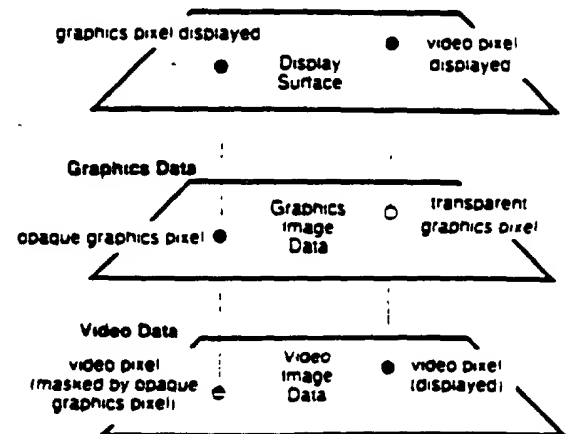 graphics pixel displayed
Display
Surface
video pixel
displayed
Graphics Data
opaque graphics pixel
Graphics
Image
Data
transparent
graphics pixel
Video Data
video pixel
(masked by opaque
graphics pixel)
Video
Image
Data
video pixel
(displayed)